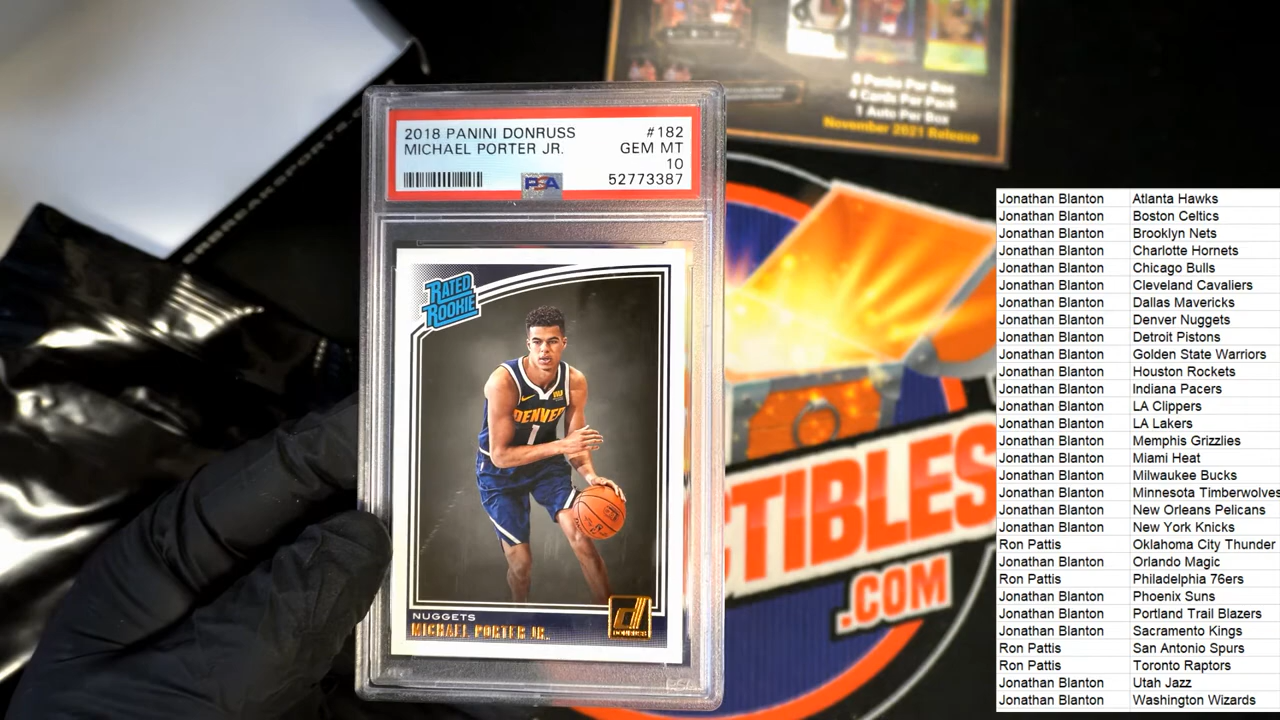 6 Packs Per Box
4 Cards Per Pack
1 Auto Per Box
November 2021 Release
2018 PANINI DONRUSS #182
MICHAEL PORTER JR. GEM MT
10
PSA 52773387
RATED
ROOKIE
DENVER
1
NUGGETS
MICHAEL PORTER JR.
DONRUSS
CTIBLES
.COM
Jonathan Blanton Atlanta Hawks
Jonathan Blanton Boston Celtics
Jonathan Blanton Brooklyn Nets
Jonathan Blanton Charlotte Hornets
Jonathan Blanton Chicago Bulls
Jonathan Blanton Cleveland Cavaliers
Jonathan Blanton Dallas Mavericks
Jonathan Blanton Denver Nuggets
Jonathan Blanton Detroit Pistons
Jonathan Blanton Golden State Warriors
Jonathan Blanton Houston Rockets
Jonathan Blanton Indiana Pacers
Jonathan Blanton LA Clippers
Jonathan Blanton LA Lakers
Jonathan Blanton Memphis Grizzlies
Jonathan Blanton Miami Heat
Jonathan Blanton Milwaukee Bucks
Jonathan Blanton Minnesota Timberwolves
Jonathan Blanton New Orleans Pelicans
Jonathan Blanton New York Knicks
Ron Pattis Oklahoma City Thunder
Jonathan Blanton Orlando Magic
Ron Pattis Philadelphia 76ers
Jonathan Blanton Phoenix Suns
Jonathan Blanton Portland Trail Blazers
Jonathan Blanton Sacramento Kings
Ron Pattis San Antonio Spurs
Ron Pattis Toronto Raptors
Jonathan Blanton Utah Jazz
Jonathan Blanton Washington Wizards